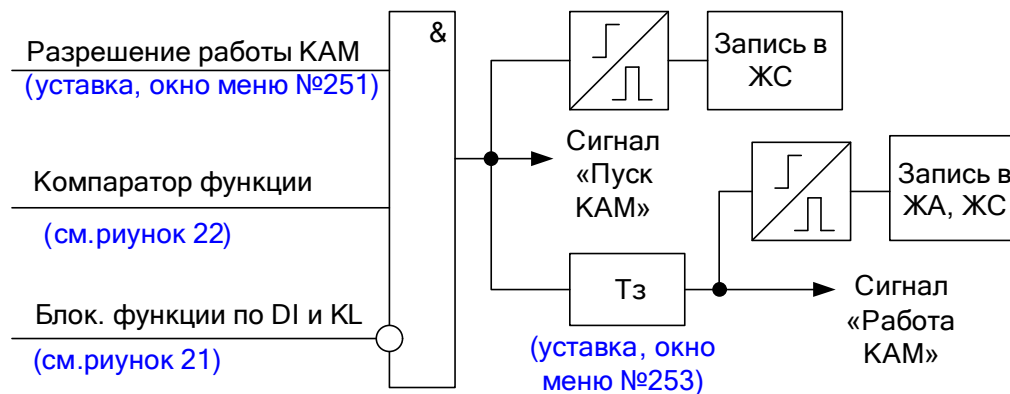 Разрешение работы КАМ
(уставка, окно меню №251)
Компаратор функции
(см.риунок 22)
Блок. функции по DI и KL
(см.риунок 21)
&
Запись в
ЖС
Сигнал
«Пуск
КАМ»
Запись в
ЖА, ЖС
Тз
(уставка, окно
меню №253)
Сигнал
«Работа
КАМ»